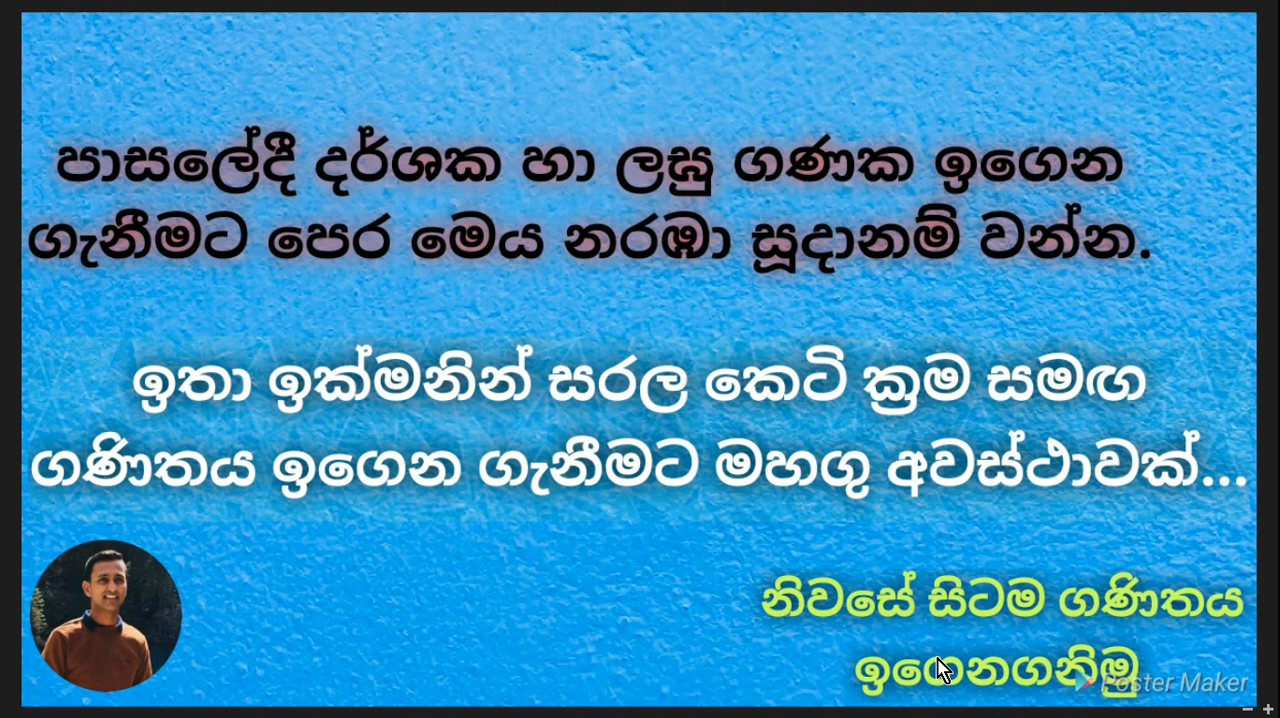 පාසලේදී දර්ශක හා ලඝු ගණක ඉගෙන
ගැනීමට පෙර මෙය නරඹා සූදානම් වන්න.
ඉතා ඉක්මනින් සරල කෙටි ක්‍රම සමඟ
ගණිතය ඉගෙන ගැනීමට මහගු අවස්ථාවක්...
නිවසේ සිටම ගණිතය
ඉගෙනගනිමු
Poster Maker